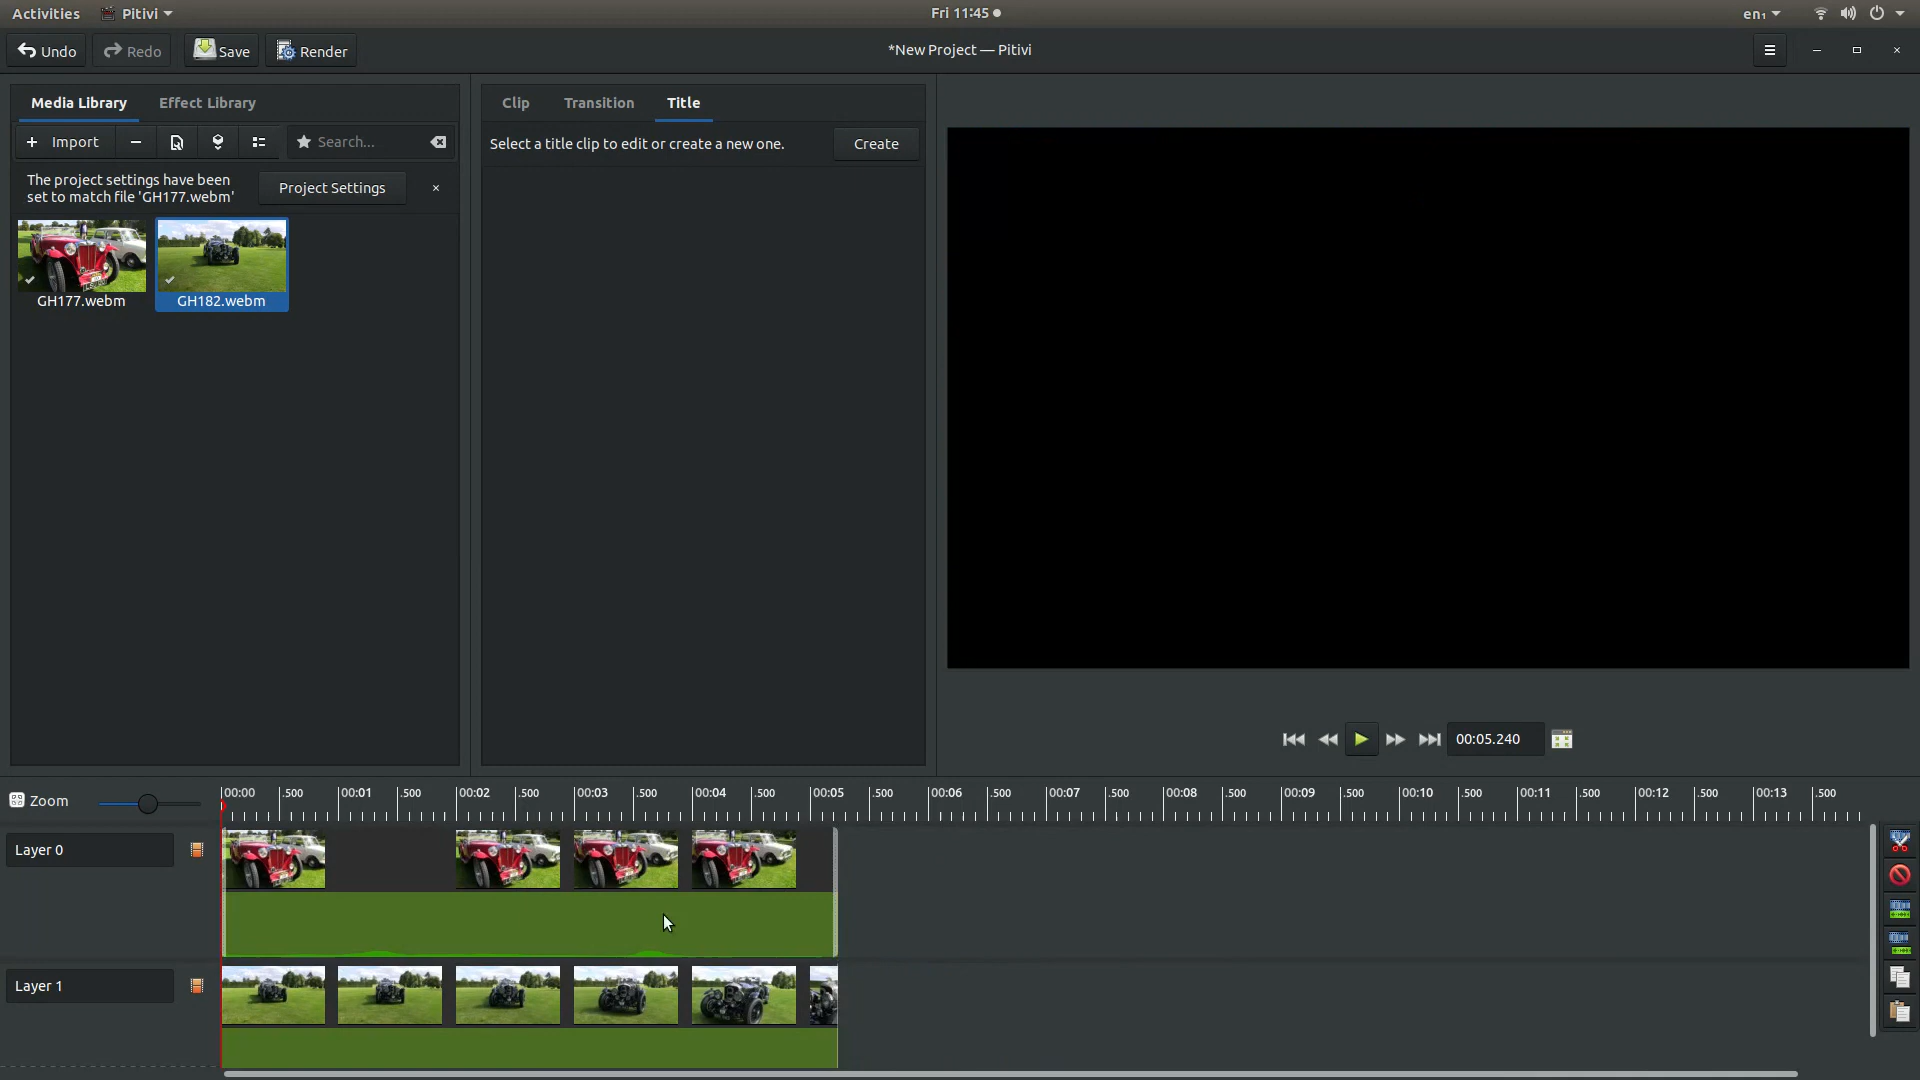 Activities Pitivi Fri 11:45 en₁
Undo Redo Save Render *New Project — Pitivi
Media Library Effect Library
Import Search...
The project settings have been
set to match file 'GH177.webm'
Project Settings
GH177.webm GH182.webm
Clip Transition Title
Select a title clip to edit or create a new one. Create
00:05.240
Zoom 00:00 .500 00:01 .500 00:02 .500 00:03 .500 00:04 .500 00:05 .500 00:06 .500 00:07 .500 00:08 .500 00:09 .500 00:10 .500 00:11 .500 00:12 .500 00:13 .500
Layer 0
Layer 1